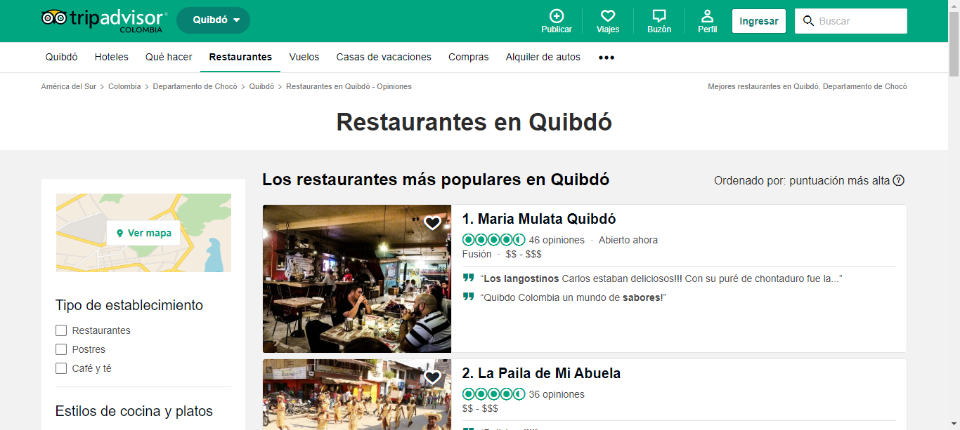 tripadvisor
COLOMBIA
Quibdó
Publicar
Viajes
Buzón
Perfil
Ingresar
Buscar
Quibdó Hoteles Qué hacer Restaurantes Vuelos Casas de vacaciones Compras Alquiler de autos •••
América del Sur > Colombia > Departamento de Chocó > Quibdó > Restaurantes en Quibdó - Opiniones
Mejores restaurantes en Quibdó, Departamento de Chocó
Restaurantes en Quibdó
Ver mapa
Tipo de establecimiento
Restaurantes
Postres
Café y té
Estilos de cocina y platos
Los restaurantes más populares en Quibdó
Ordenado por: puntuación más alta ?
1. Maria Mulata Quibdó
46 opiniones · Abierto ahora
Fusión · $$ - $$$
“Los langostinos Carlos estaban deliciosos!!! Con su puré de chontaduro fue la...”
“Quibdo Colombia un mundo de sabores!”
2. La Paila de Mi Abuela
36 opiniones
$$ - $$$